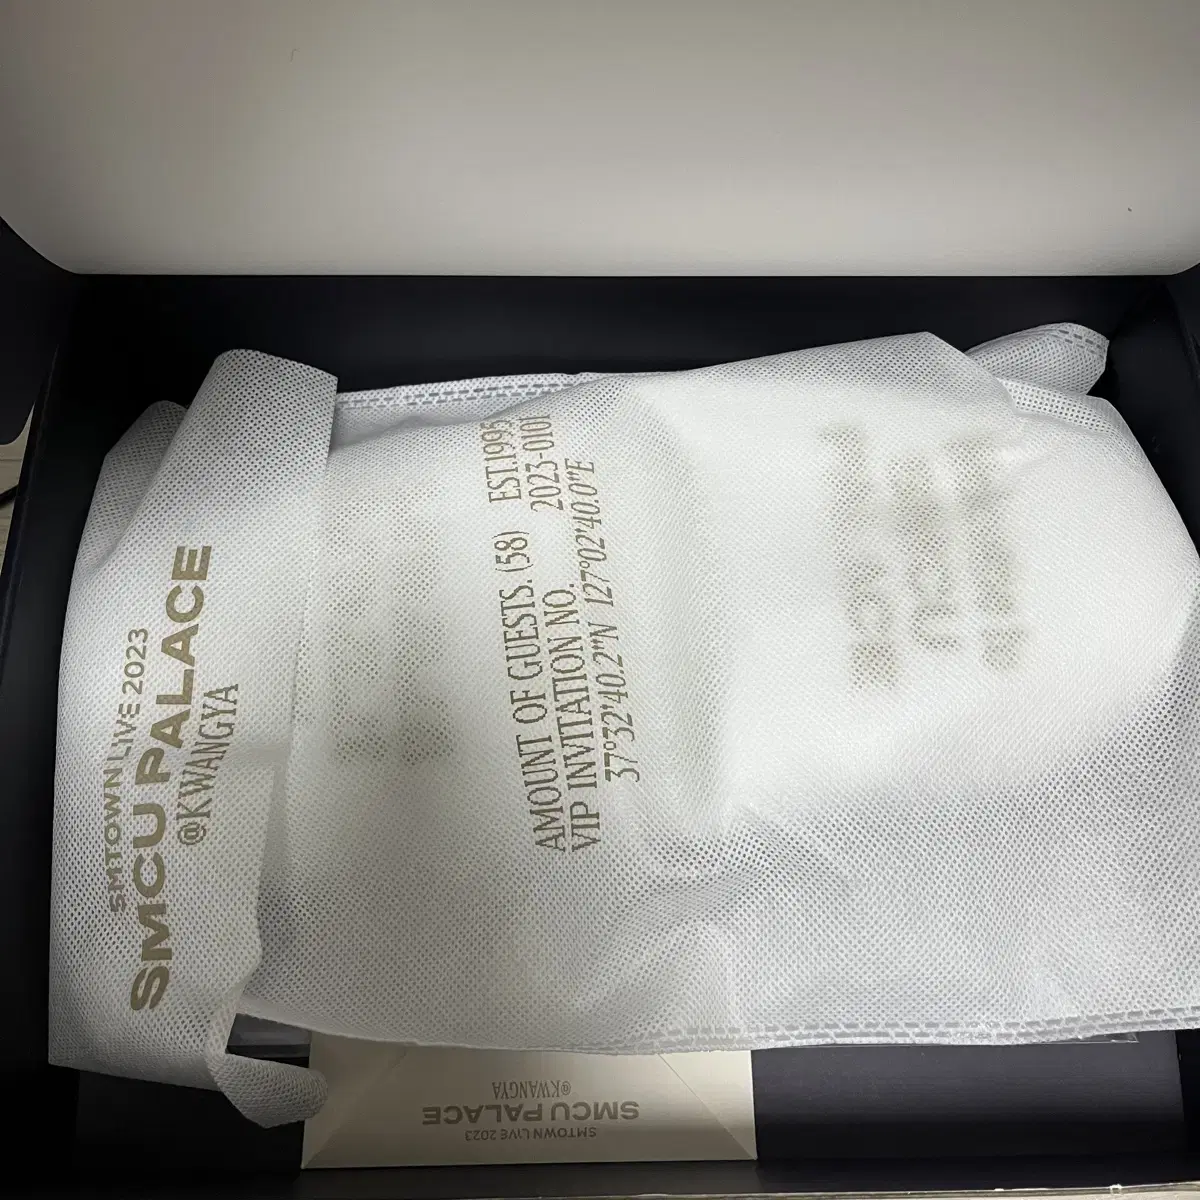 SMTOWN LIVE 2023
SMCU PALACE
@KWANGYA
AMOUNT OF GUESTS. (58) EST.1995
VIP INVITATION NO. 2023-0101
37°32'40.2"N 127°02'40.0"E
SMTOWN LIVE 2023
SMCU PALACE
@KWANGYA